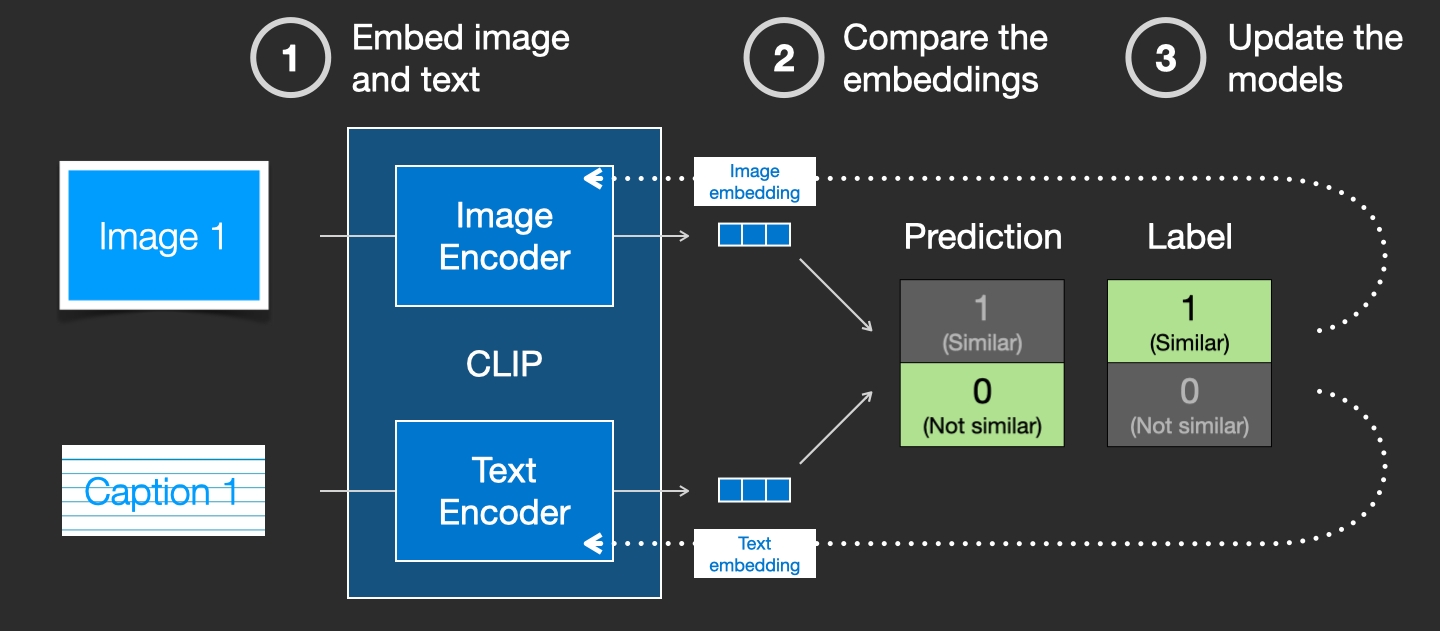 1
Embed image
and text
2
Compare the
embeddings
3
Update the
models
Image 1
Image
Encoder
CLIP
Caption 1
Text
Encoder
Image
embedding
Text
embedding
Prediction
1
(Similar)
0
(Not similar)
Label
1
(Similar)
0
(Not similar)